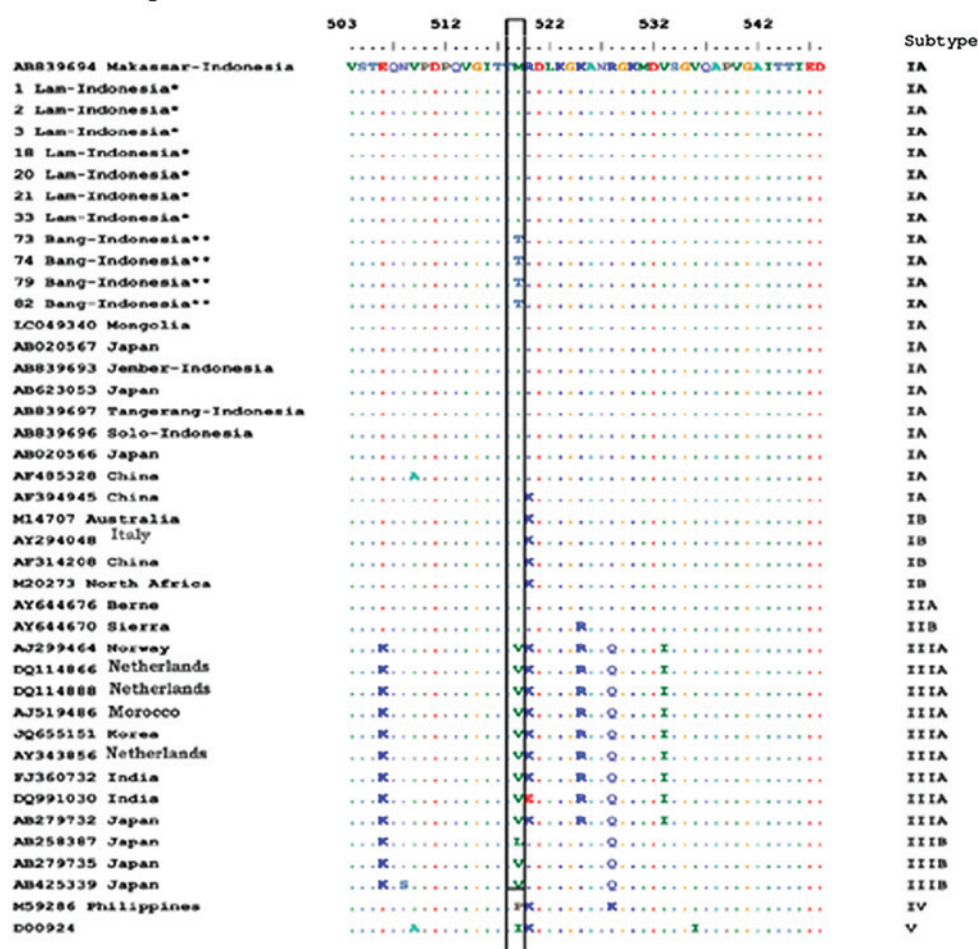 503 512 522 532 542
Subtype
AB839694 Makassar-Indonesia VSTEQNVPDPQVGITTMRDLKGKANRGKMDVSGVQAPVGAITTIED IA
1 Lam-Indonesia* .............................................. IA
2 Lam-Indonesia* .............................................. IA
3 Lam-Indonesia* .............................................. IA
18 Lam-Indonesia* .............................................. IA
20 Lam-Indonesia* .............................................. IA
21 Lam-Indonesia* .............................................. IA
33 Lam-Indonesia* .............................................. IA
73 Bang-Indonesia** ................T............................. IA
74 Bang-Indonesia** ................T............................. IA
79 Bang-Indonesia** ................T............................. IA
82 Bang-Indonesia** ................T............................. IA
LC049340 Mongolia .............................................. IA
AB020567 Japan .............................................. IA
AB839693 Jember-Indonesia .............................................. IA
AB623053 Japan .............................................. IA
AB839697 Tangerang-Indonesia .............................................. IA
AB839696 Solo-Indonesia .............................................. IA
AB020566 Japan .............................................. IA
AF485328 China ......A....................................... IA
AF394945 China .................K............................ IA
M14707 Australia .................K............................ IB
AY294048 Italy .................K............................ IB
AF314208 China .................K............................ IB
M20273 North Africa .................K............................ IB
AY644676 Berne .............................................. IIA
AY644670 Sierra ......................R....................... IIB
AJ299464 Norway ...K............VK....R..Q....I............... IIIA
DQ114866 Netherlands ...K............VK....R..Q....I............... IIIA
DQ114888 Netherlands ...K............VK....R..Q....I............... IIIA
AJ519486 Morocco ...K............VK....R..Q....I............... IIIA
JQ655151 Korea ...K............VK....R..Q....I............... IIIA
AY343856 Netherlands ...K............VK....R..Q....I............... IIIA
FJ360732 India ...K............VK....R..Q....I............... IIIA
DQ991030 India ...K............VE....R..Q....I............... IIIA
AB279732 Japan ...K............VK....R..Q....I............... IIIA
AB258387 Japan ...K............L........Q.................... IIIB
AB279735 Japan ...K............V........Q.................... IIIB
AB425339 Japan ...K.S..........V........Q.................... IIIB
M59286 Philippines ................PK.......K.................... IV
D00924 ......A.........IK...............I............ V